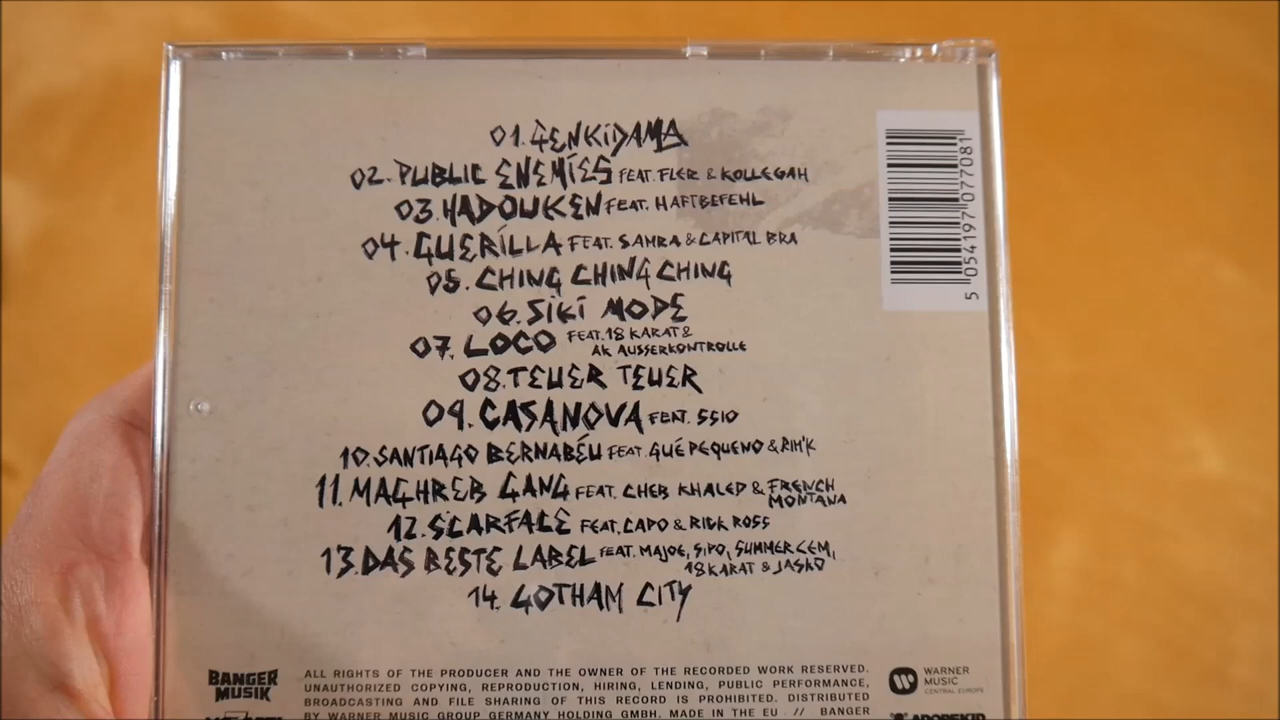 01. GENKIDAMA
02. PUBLIC ENEMIES FEAT. FLER & KOLLEGAH
03. HADOUKEN FEAT. HAFTBEFEHL
04. GUERILLA FEAT. SAMRA & CAPITAL BRA
05. CHING CHING CHING
06. SIKI MODE
07. LOCO FEAT. 18 KARAT &
AK AUSSERKONTROLLE
08. TEUER TEUER
09. CASANOVA FEAT. SSIO
10. SANTIAGO BERNABÉU FEAT. GUÉ PEQUENO & RIM'K
11. MAGHREB GANG FEAT. CHEB KHALED & FRENCH
MONTANA
12. SCARFACE FEAT. CAPO & RICK ROSS
13. DAS BESTE LABEL FEAT. MAJOE, SIPO, SUMMER CEM,
18 KARAT & JASKO
14. GOTHAM CITY
5 054197 077081
BANGER
MUSIK
ALL RIGHTS OF THE PRODUCER AND THE OWNER OF THE RECORDED WORK RESERVED.
UNAUTHORIZED COPYING, REPRODUCTION, HIRING, LENDING, PUBLIC PERFORMANCE,
BROADCASTING AND FILE SHARING OF THIS RECORD IS PROHIBITED. DISTRIBUTED
BY WARNER MUSIC GROUP GERMANY HOLDING GMBH. MADE IN THE EU // BANGER
WARNER
MUSIC
CENTRAL EUROPE